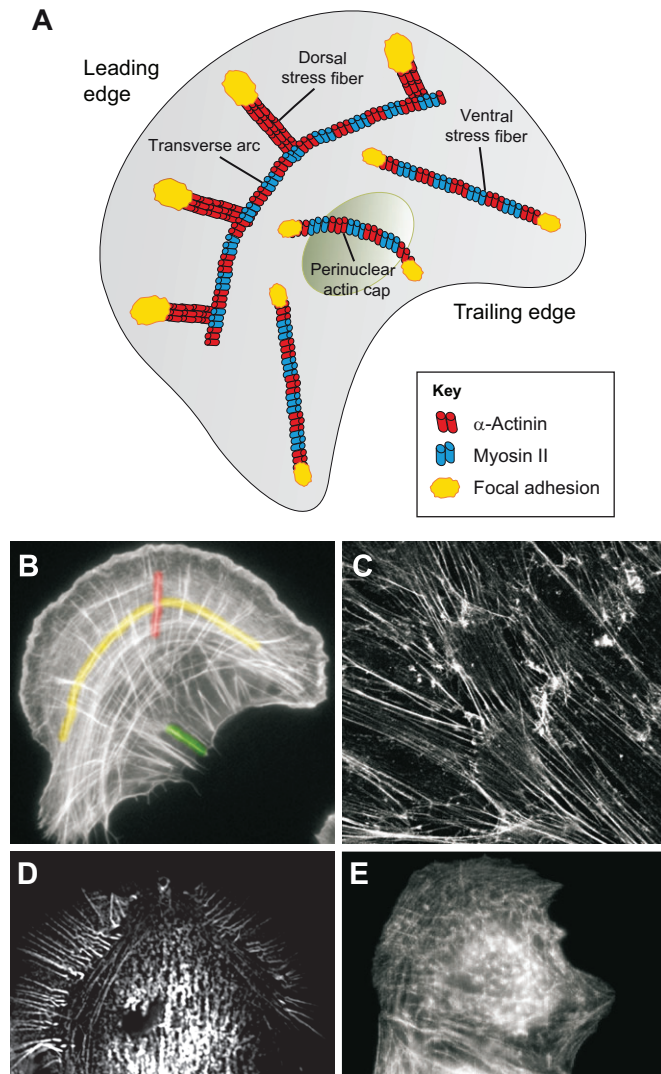 A
Leading
edge
Dorsal
stress fiber
Transverse arc
Ventral
stress fiber
Perinuclear
actin cap
Trailing edge
Key
α-Actinin
Myosin II
Focal adhesion
B
C
D
E